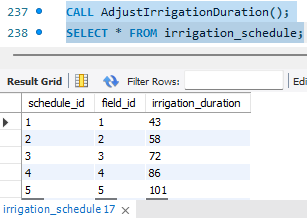 237 CALL AdjustIrrigationDuration();
238 SELECT * FROM irrigation_schedule;
Result Grid Filter Rows: Edi
schedule_id field_id irrigation_duration
1 1 43
2 2 58
3 3 72
4 4 86
5 5 101
irrigation_schedule 17 ×